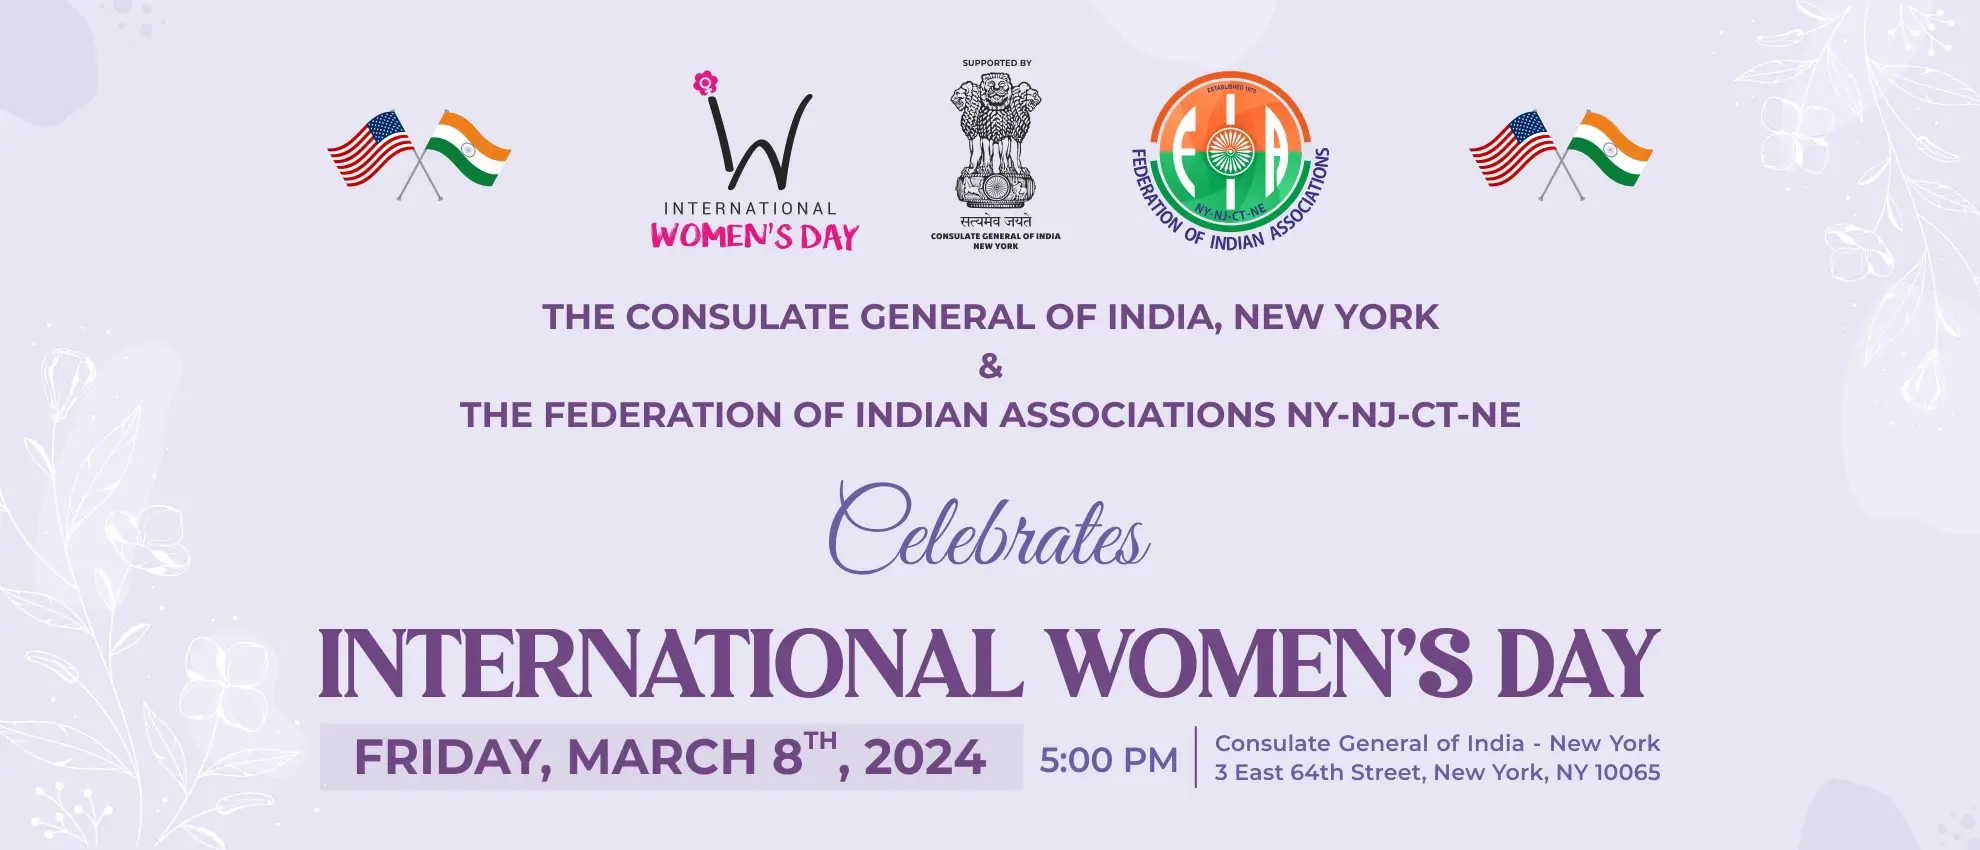 INTERNATIONAL
WOMEN'S DAY
SUPPORTED BY
सत्यमेव जयते
CONSULATE GENERAL OF INDIA
NEW YORK
ESTABLISHED 1970
FIA
NY-NJ-CT-NE
FEDERATION OF INDIAN ASSOCIATIONS
THE CONSULATE GENERAL OF INDIA, NEW YORK
&
THE FEDERATION OF INDIAN ASSOCIATIONS NY-NJ-CT-NE
Celebrates
INTERNATIONAL WOMEN'S DAY
FRIDAY, MARCH 8TH, 2024
5:00 PM
Consulate General of India - New York
3 East 64th Street, New York, NY 10065